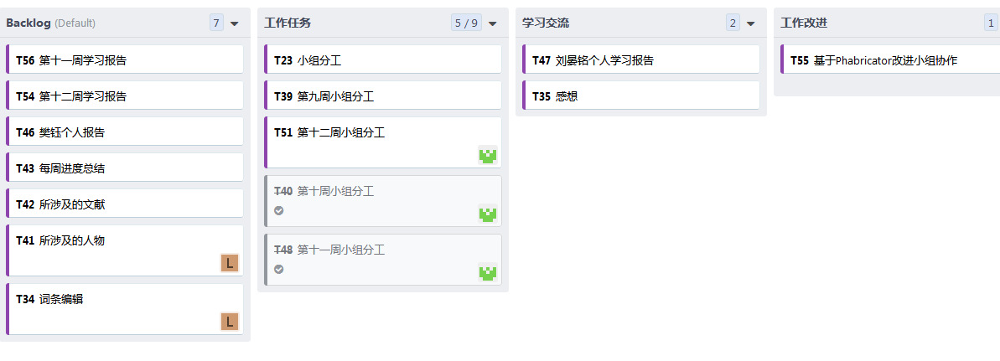 Backlog (Default) 7
T56 第十一周学习报告
T54 第十二周学习报告
T46 樊钰个人报告
T43 每周进度总结
T42 所涉及的文献
T41 所涉及的人物
L
T34 词条编辑
L
工作任务 5 / 9
T23 小组分工
T39 第九周小组分工
T51 第十二周小组分工
T40 第十周小组分工
T48 第十一周小组分工
学习交流 2
T47 刘晏铭个人学习报告
T35 感想
工作改进 1
T55 基于Phabricator改进小组协作